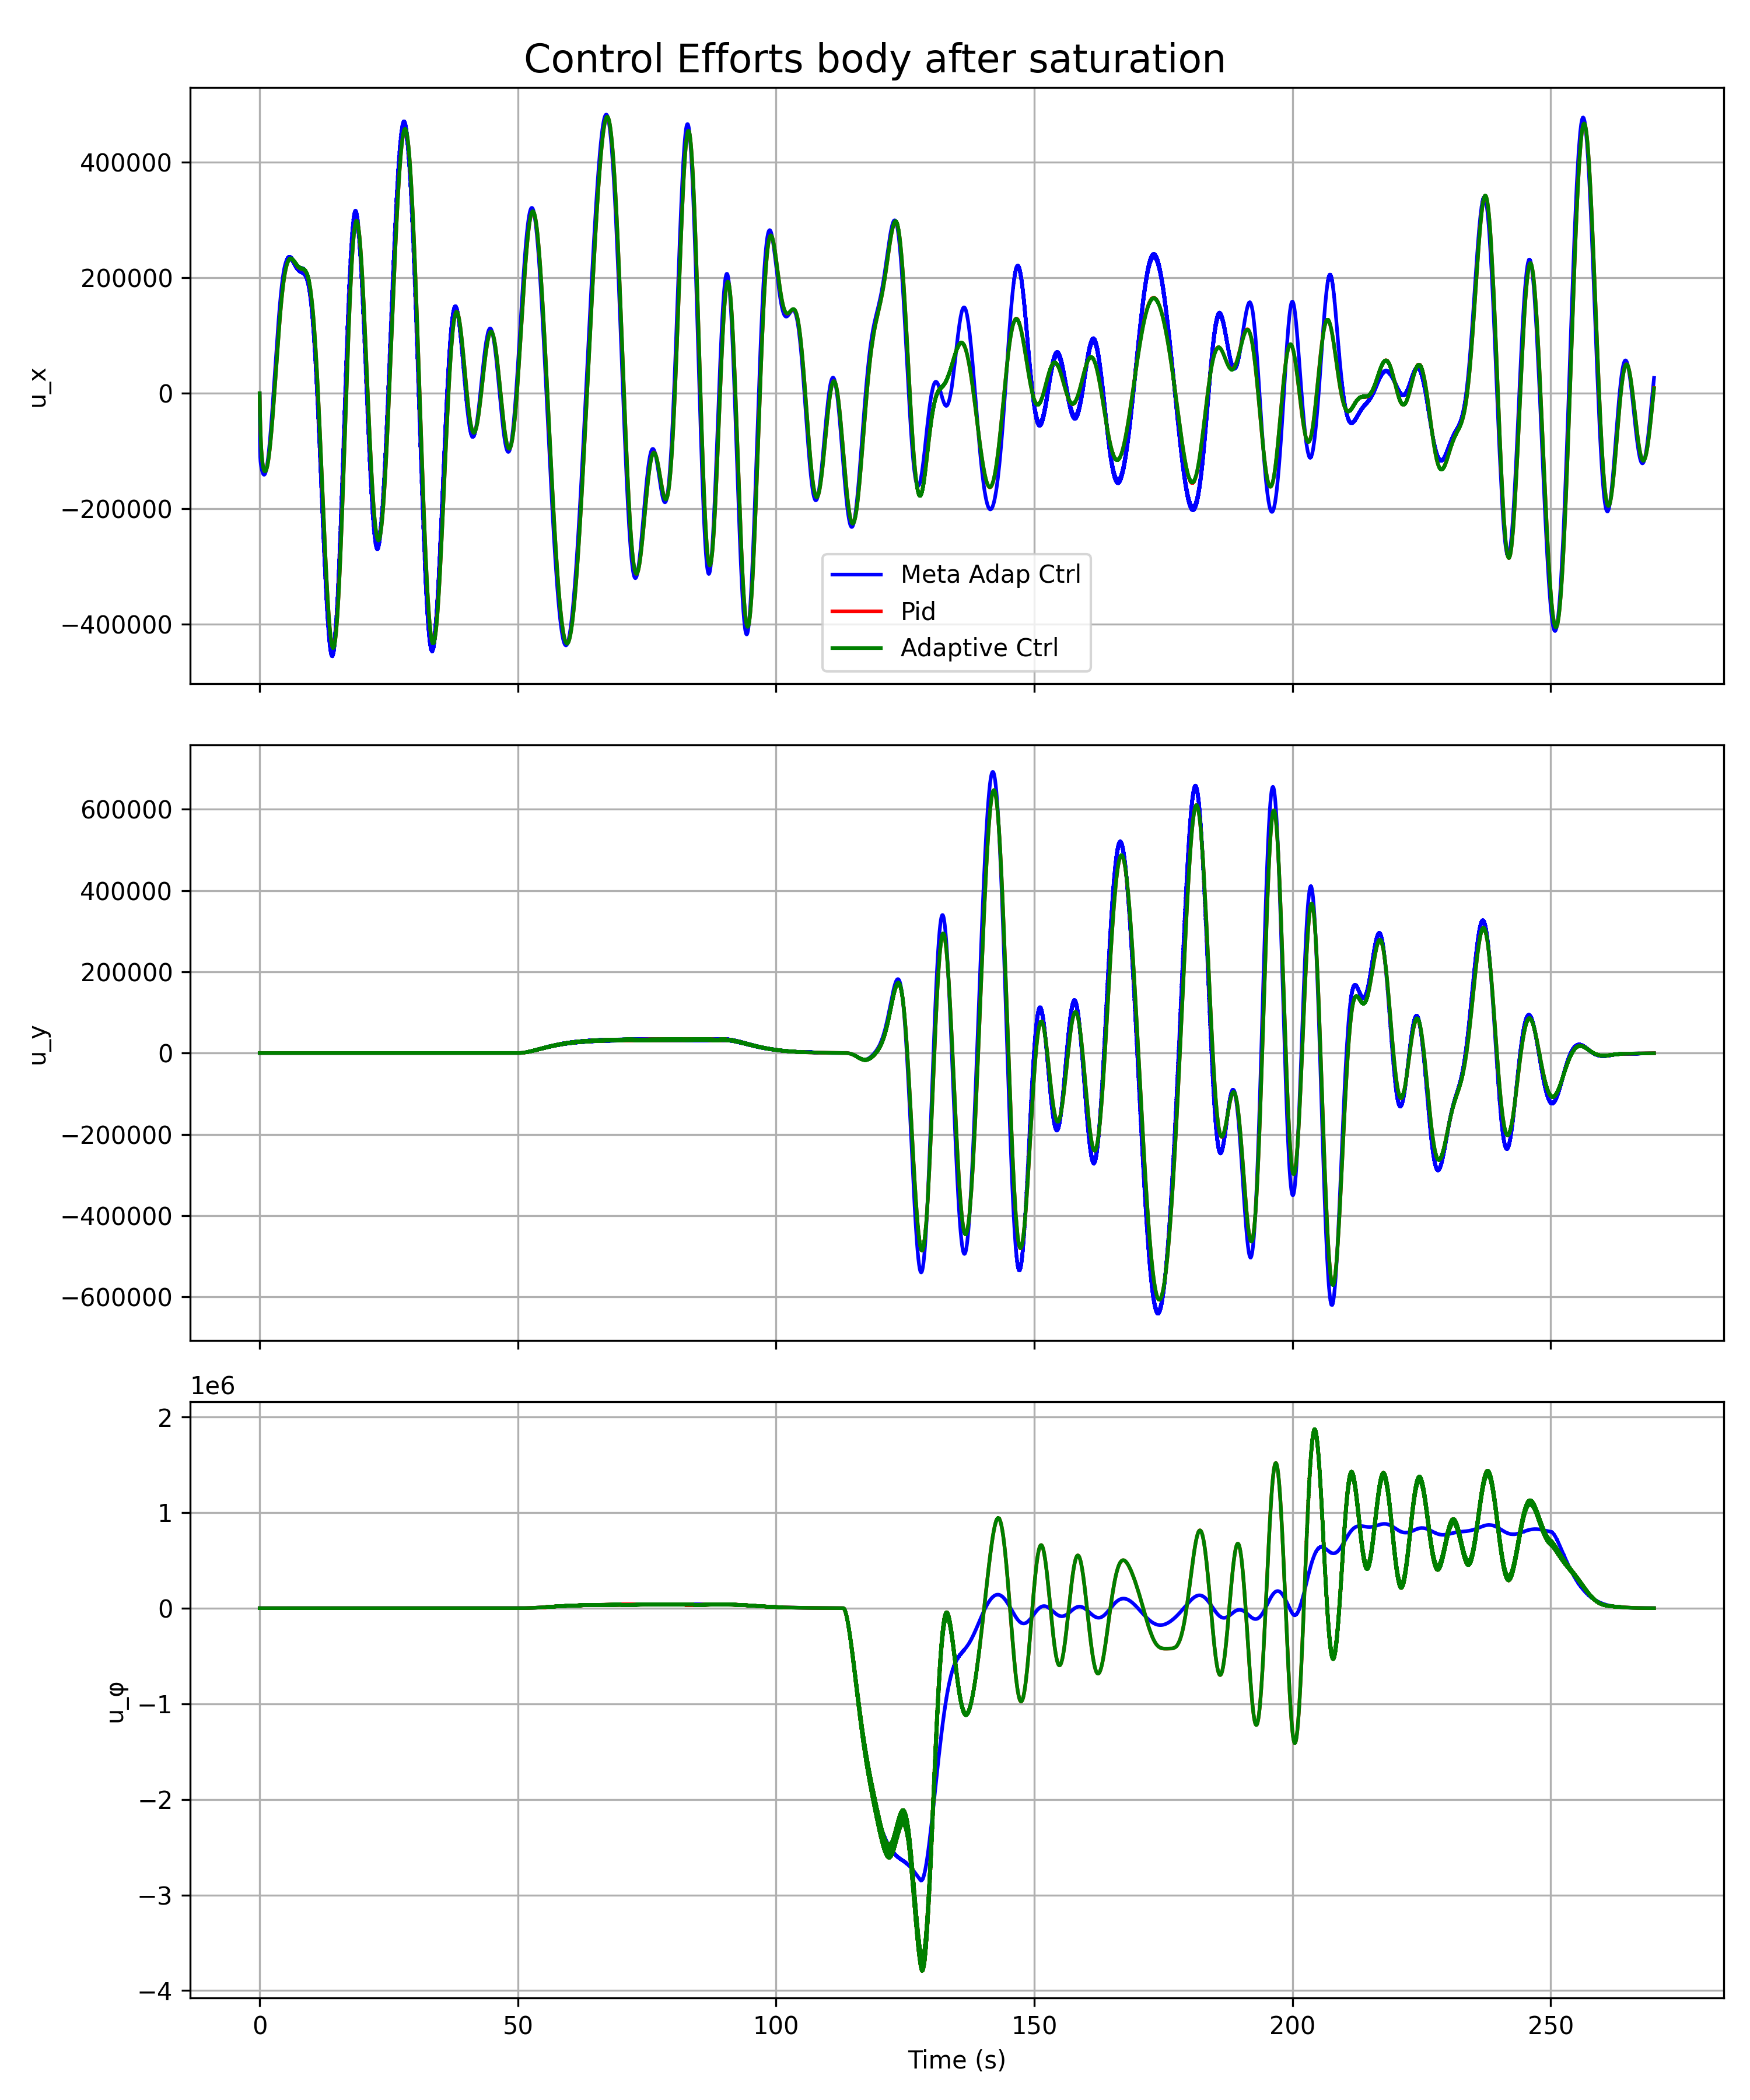 Control Efforts body after saturation
400000
200000
0
−200000
−400000
u_x
Meta Adap Ctrl
Pid
Adaptive Ctrl
600000
400000
200000
0
−200000
−400000
−600000
u_y
1e6
2
1
0
−1
−2
−3
−4
u_φ
0 50 100 150 200 250
Time (s)